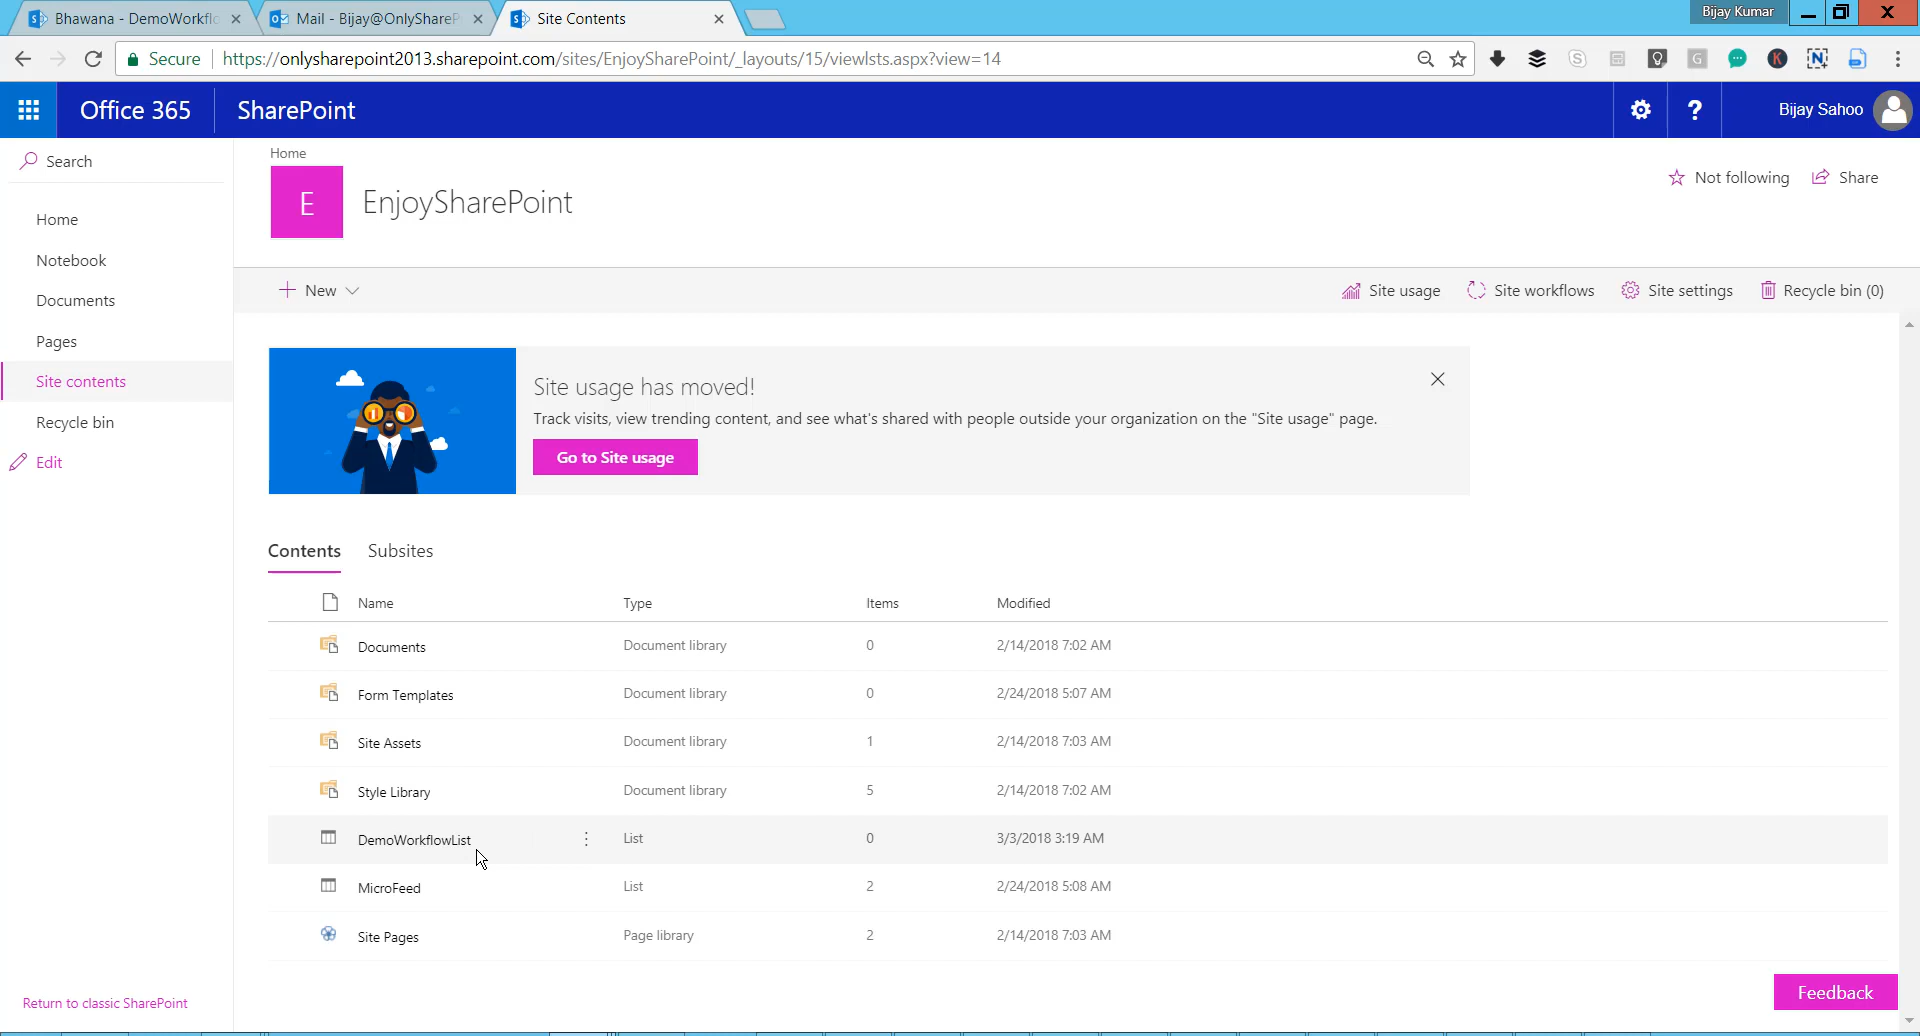 Bhawana - DemoWorkflo
Mail - Bijay@OnlyShareP
Site Contents
Bijay Kumar
Secure
https://onlysharepoint2013.sharepoint.com/sites/EnjoySharePoint/_layouts/15/viewlsts.aspx?view=14
Office 365
SharePoint
?
Bijay Sahoo
Search
Home
Notebook
Documents
Pages
Site contents
Recycle bin
Edit
Return to classic SharePoint
Home
E
EnjoySharePoint
Not following
Share
New
Site usage
Site workflows
Site settings
Recycle bin (0)
Site usage has moved!
Track visits, view trending content, and see what's shared with people outside your organization on the "Site usage" page.
Go to Site usage
Contents
Subsites
Name Type Items Modified
Documents Document library 0 2/14/2018 7:02 AM
Form Templates Document library 0 2/24/2018 5:07 AM
Site Assets Document library 1 2/14/2018 7:03 AM
Style Library Document library 5 2/14/2018 7:02 AM
DemoWorkflowList List 0 3/3/2018 3:19 AM
MicroFeed List 2 2/24/2018 5:08 AM
Site Pages Page library 2 2/14/2018 7:03 AM
Feedback